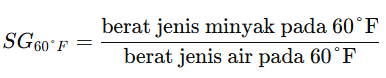 SG60°F = berat jenis minyak pada 60°F / berat jenis air pada 60°F